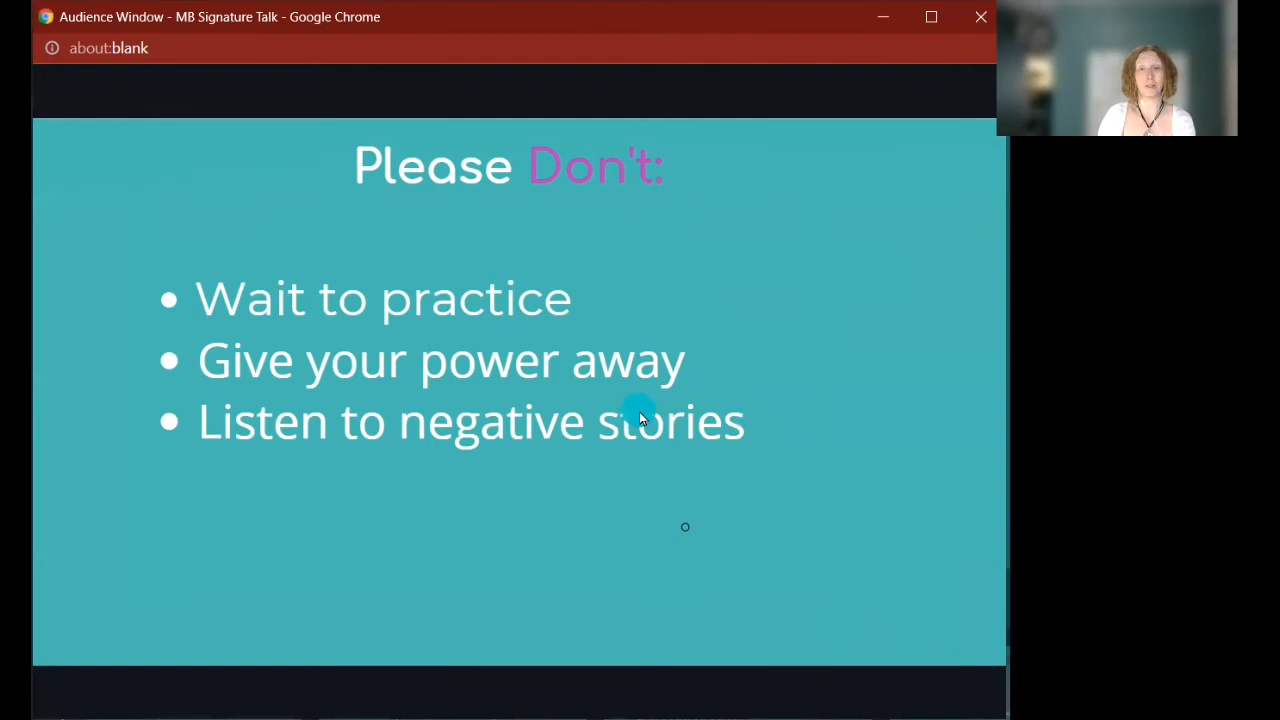 Audience Window - MB Signature Talk - Google Chrome
about:blank
Please Don't:
• Wait to practice
• Give your power away
• Listen to negative stories